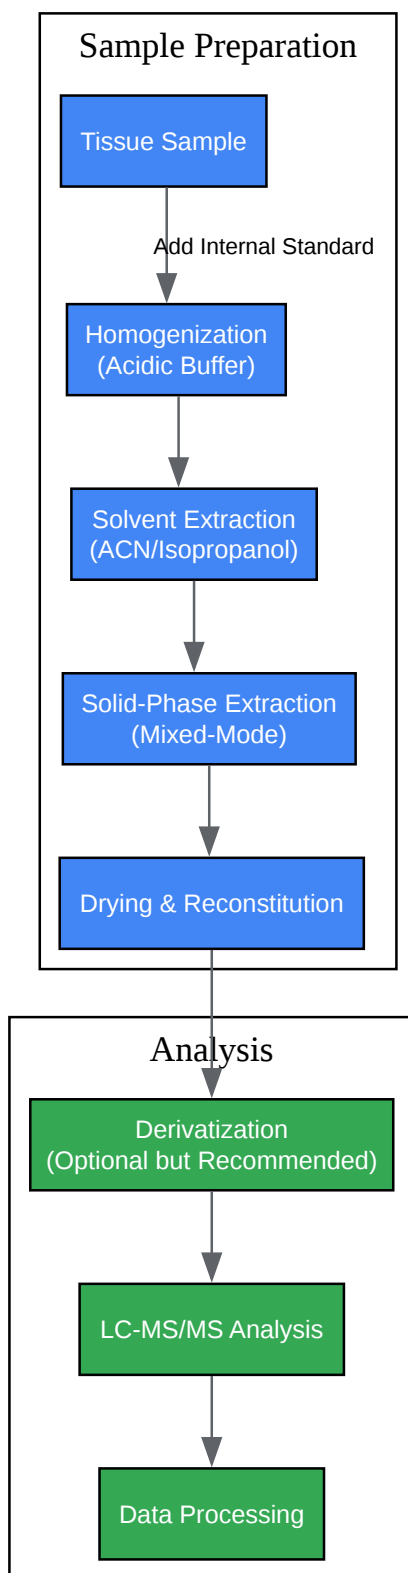 Sample Preparation
Tissue Sample
Add Internal Standard
Homogenization
(Acidic Buffer)
Solvent Extraction
(ACN/Isopropanol)
Solid-Phase Extraction
(Mixed-Mode)
Drying & Reconstitution
Analysis
Derivatization
(Optional but Recommended)
LC-MS/MS Analysis
Data Processing